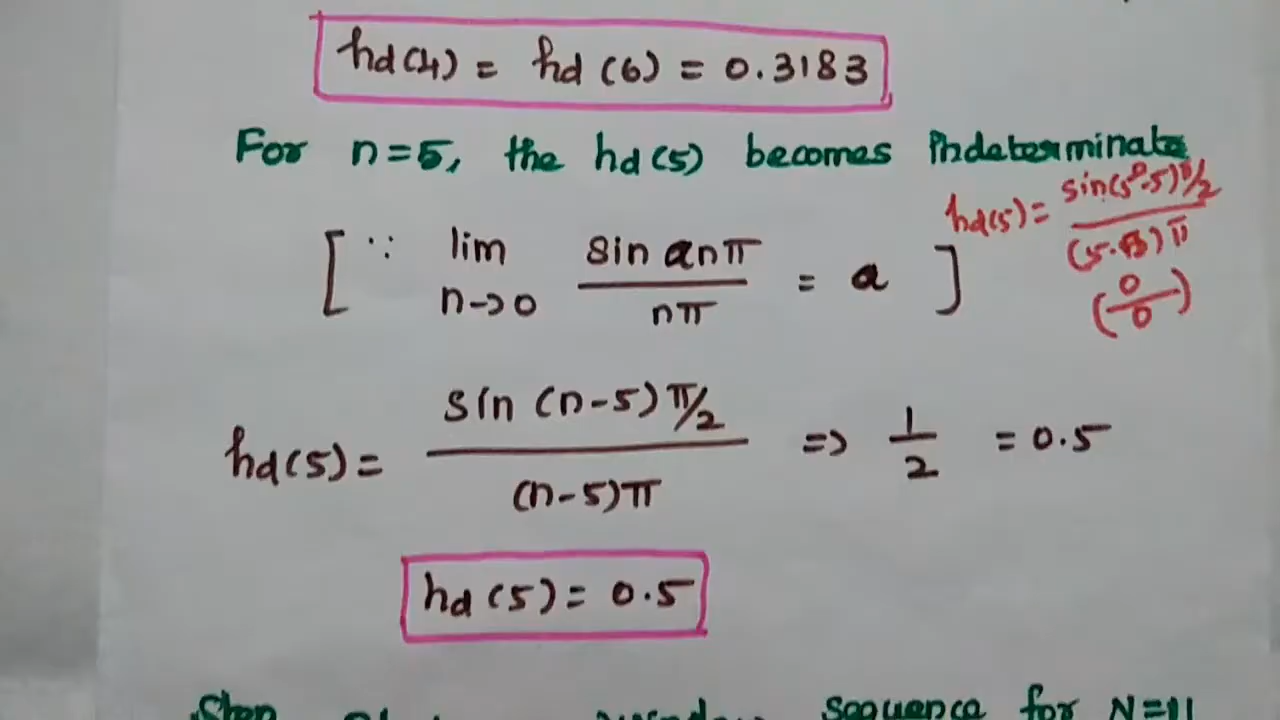 hd(4) = hd(6) = 0.3183
For n=5, the hd(5) becomes Indeterminate
hd(5) = sin(5-5)π/2 / (5-5)π
(0/0)
[ ∵ lim n→0 sin anπ / nπ = a ]
hd(5) = sin (n-5) π/2 / (n-5)π => 1/2 = 0.5
hd(5) = 0.5
sequence for N=11